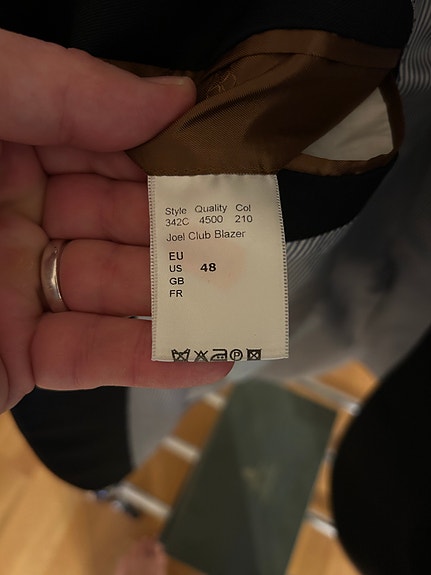 Style Quality Col
342C 4500 210
Joel Club Blazer
EU
US 48
GB
FR
P